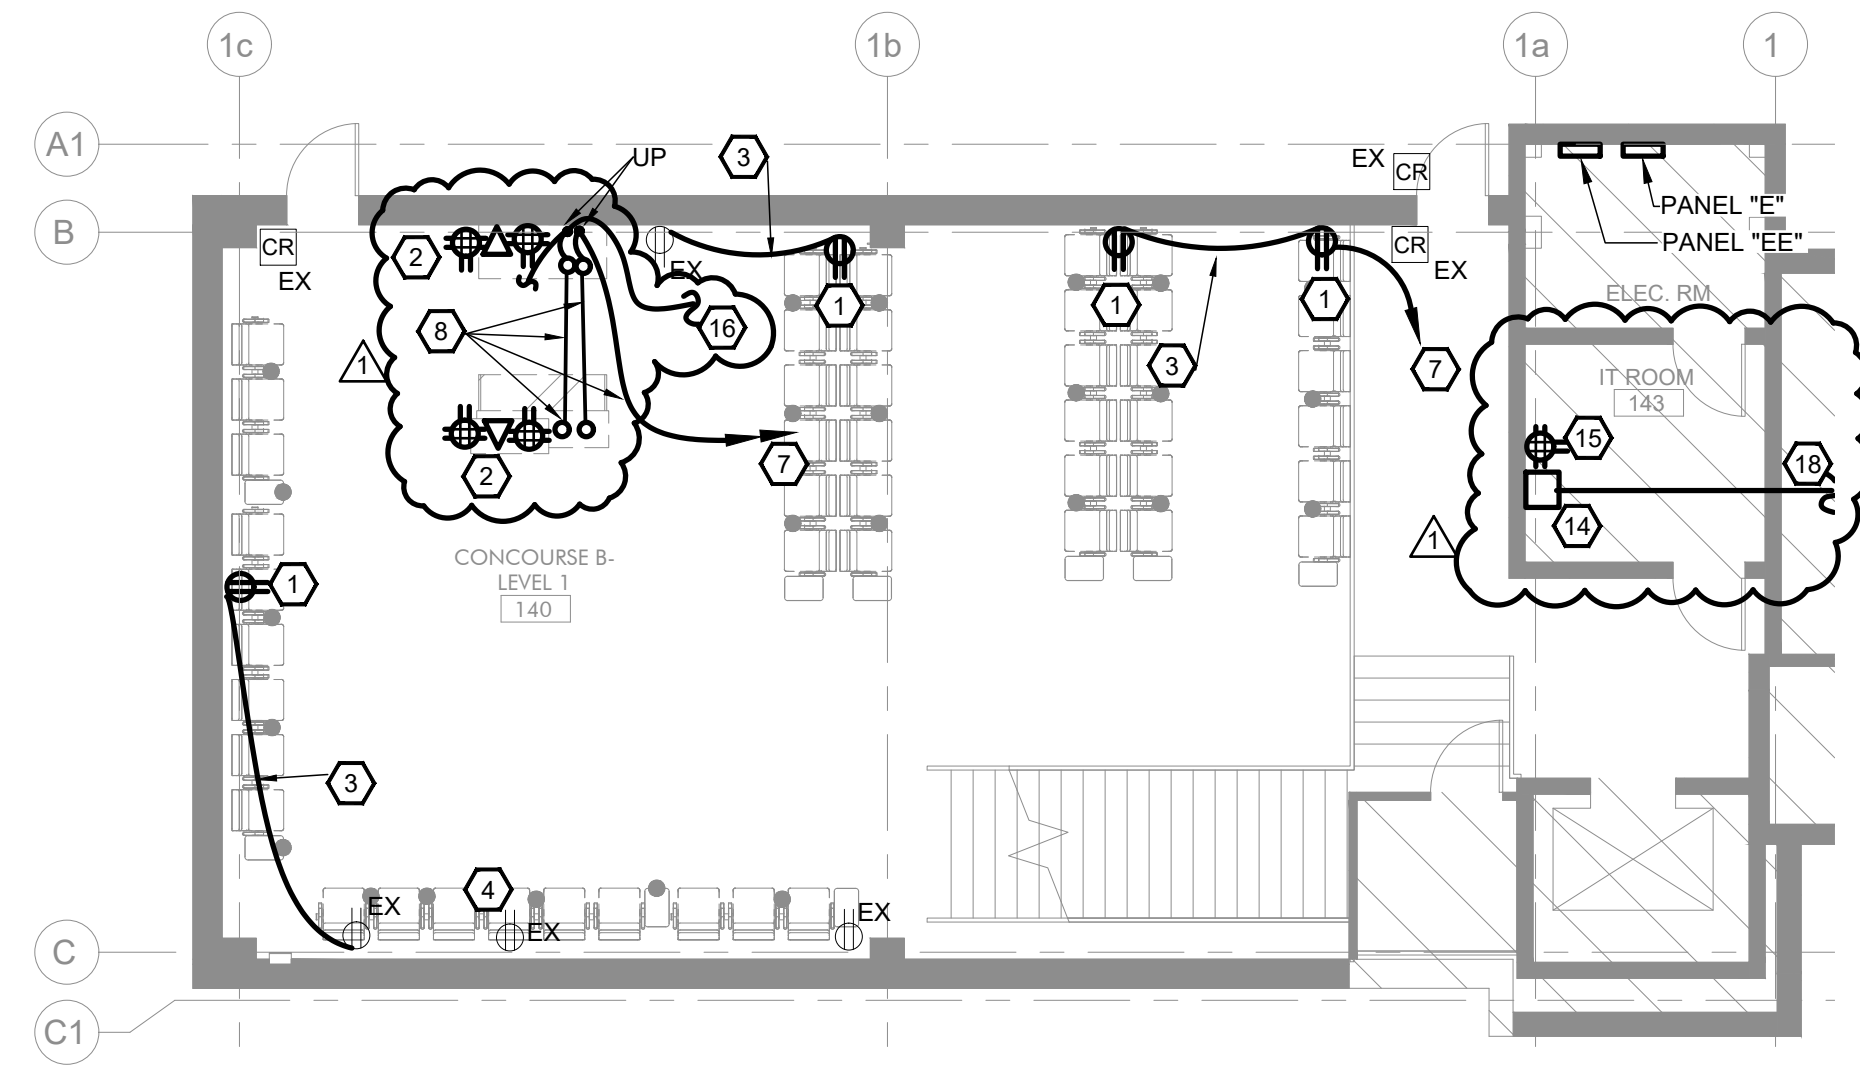 1c
1b
1a
1
A1
UP
3
EX
CR
PANEL "E"
B
CR
EX
2
EX
CR
EX
PANEL "EE"
1
1
1
ELEC. RM
8
16
1
3
7
IT ROOM
143
15
2
7
18
14
1
CONCOURSE B-
LEVEL 1
140
1
3
4
EX
EX
EX
C
C1